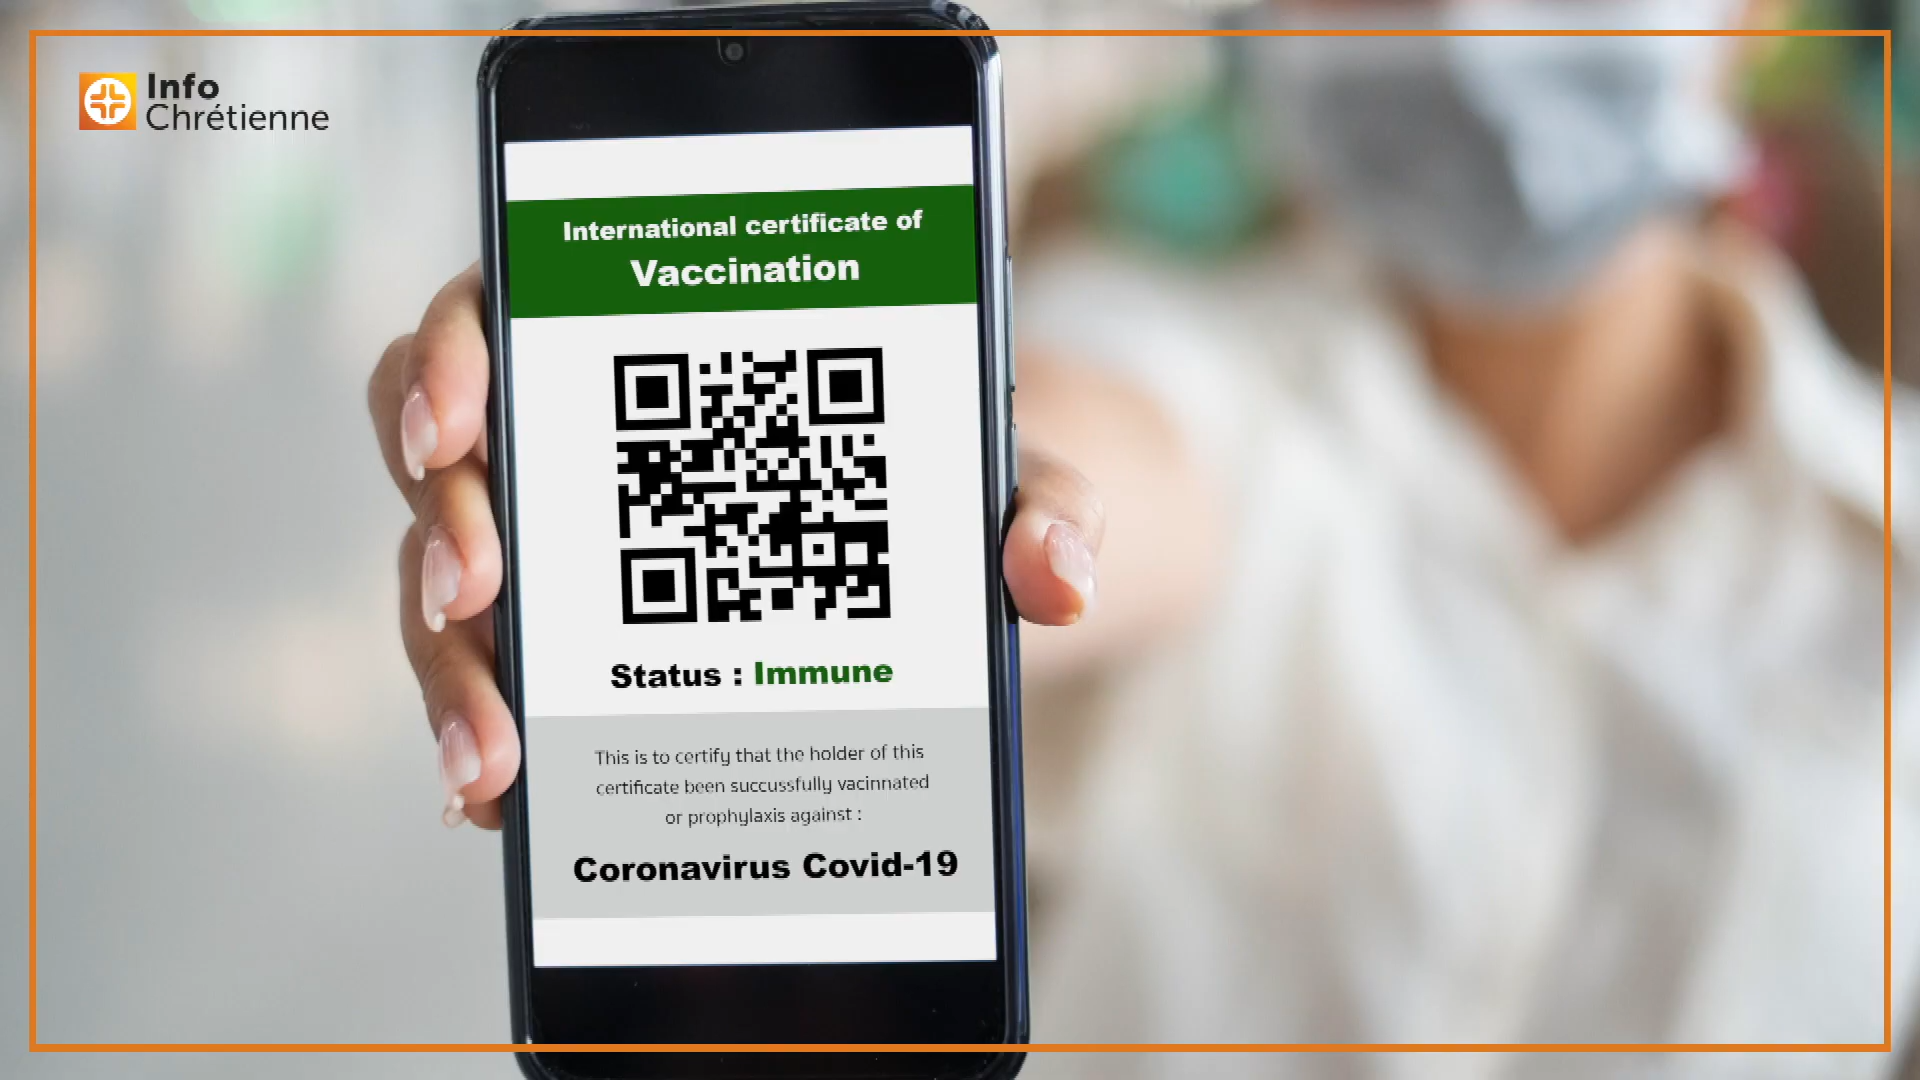 Info
Chrétienne
International certificate of
Vaccination
Status : Immune
This is to certify that the holder of this
certificate been succussfully vacinnated
or prophylaxis against :
Coronavirus Covid-19